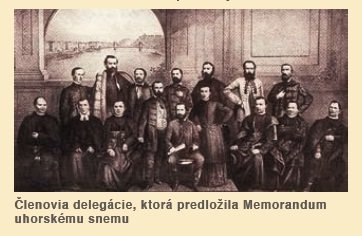 Členovia delegácie, ktorá predložila Memorandum
uhorskému snemu